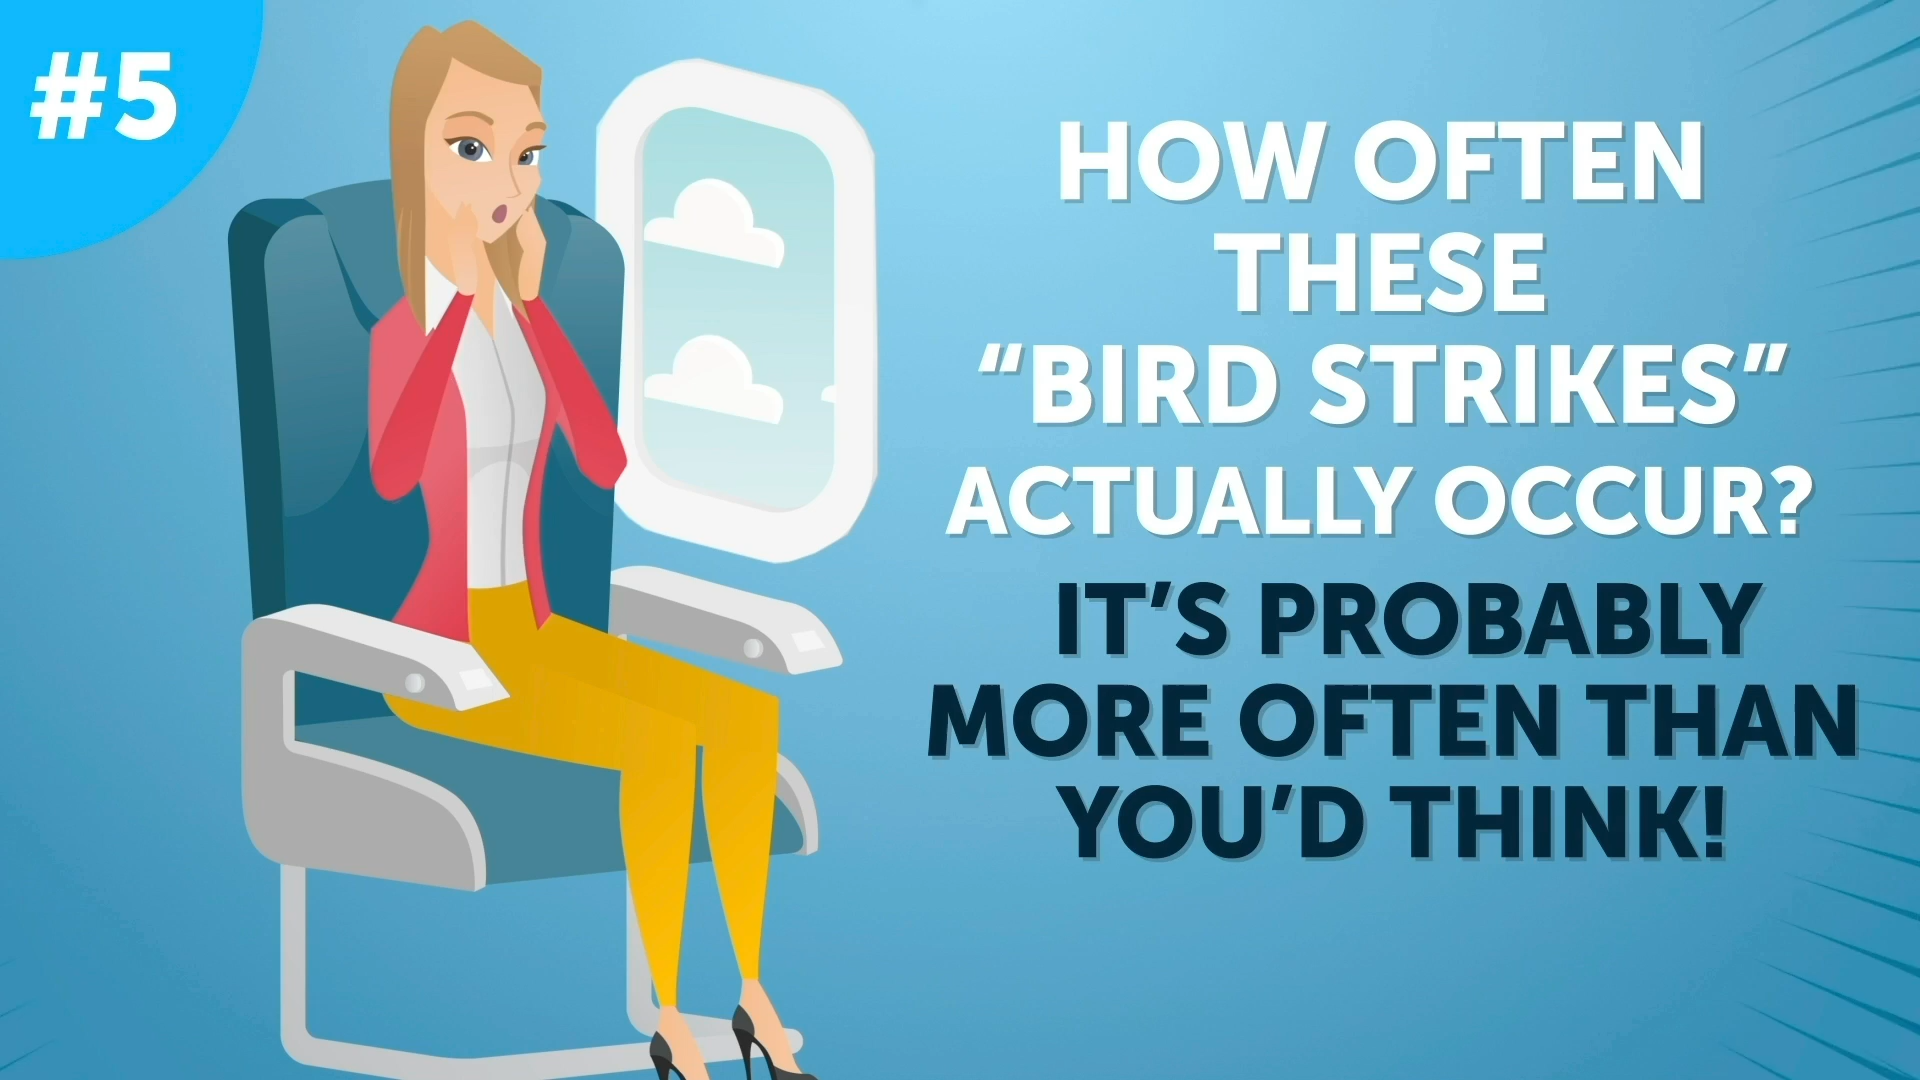 #5
HOW OFTEN
THESE
“BIRD STRIKES”
ACTUALLY OCCUR?
IT’S PROBABLY
MORE OFTEN THAN
YOU’D THINK!